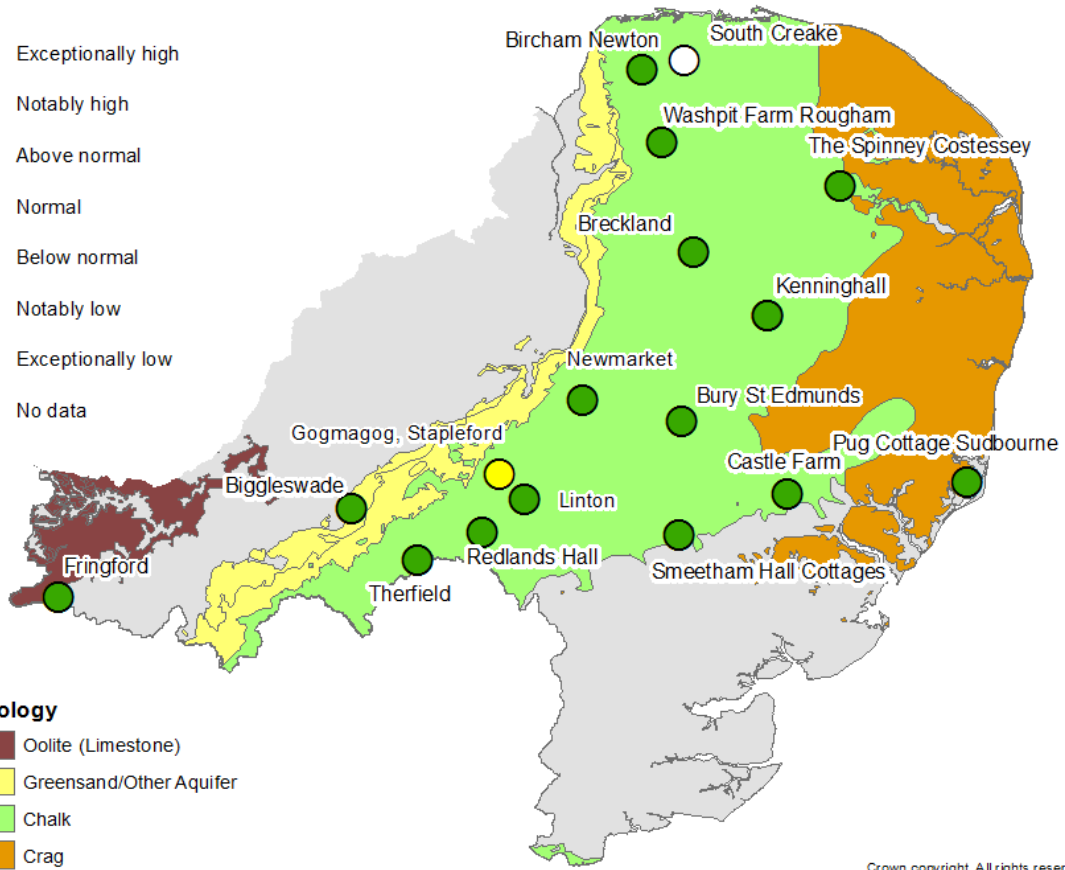 Exceptionally high
Notably high
Above normal
Normal
Below normal
Notably low
Exceptionally low
No data
Bircham Newton
South Creake
Washpit Farm Rougham
The Spinney Costessey
Breckland
Kenninghall
Newmarket
Bury St Edmunds
Gogmagog, Stapleford
Pug Cottage Sudbourne
Castle Farm
Biggleswade
Linton
Redlands Hall
Fringford
Smeetham Hall Cottages
Therfield
ology
Oolite (Limestone)
Greensand/Other Aquifer
Chalk
Crag
Crown copyright. All rights reser